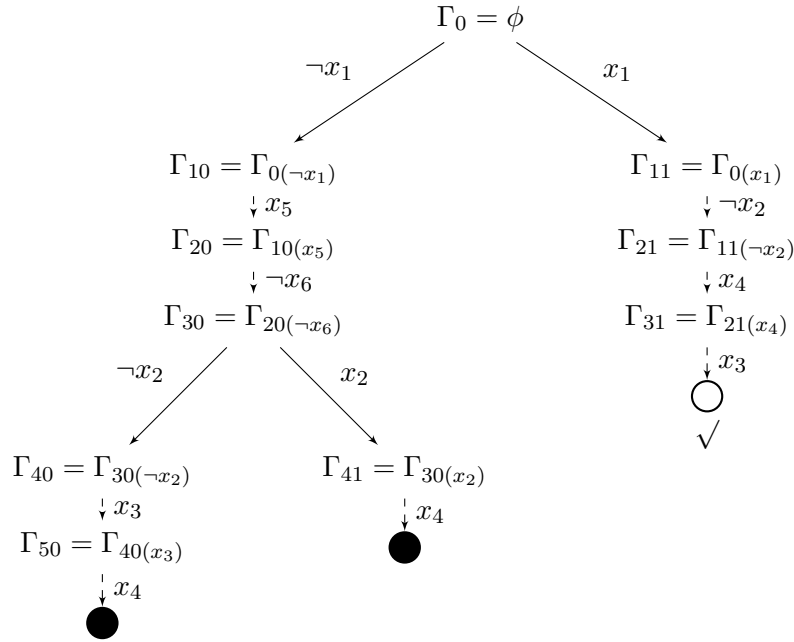 Γ₀ = ϕ
¬x₁ x₁
Γ₁₀ = Γ₀₍¬ₓ₁₎ Γ₁₁ = Γ₀₍ₓ₁₎
x₅ ¬x₂
Γ₂₀ = Γ₁₀₍ₓ₅₎ Γ₂₁ = Γ₁₁₍¬ₓ₂₎
¬x₆ x₄
Γ₃₀ = Γ₂₀₍¬ₓ₆₎ Γ₃₁ = Γ₂₁₍ₓ₄₎
x₃
¬x₂ x₂
√
Γ₄₀ = Γ₃₀₍¬ₓ₂₎ Γ₄₁ = Γ₃₀₍ₓ₂₎
x₃ x₄
Γ₅₀ = Γ₄₀₍ₓ₃₎
x₄